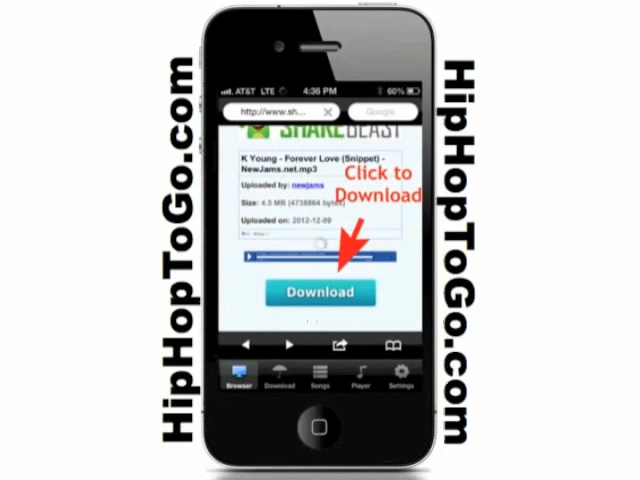 HipHopToGo.com
AT&T LTE 4:36 PM 60%
http://www.sh... Google
SHAREBEAST
K Young - Forever Love (Snippet) -
NewJams.net.mp3
Click to
Download
Uploaded by: newjams
Size: 4.5 MB (4738864 bytes)
Uploaded on: 2012-12-09
Download
Browser Download Songs Player Settings
HipHopToGo.com